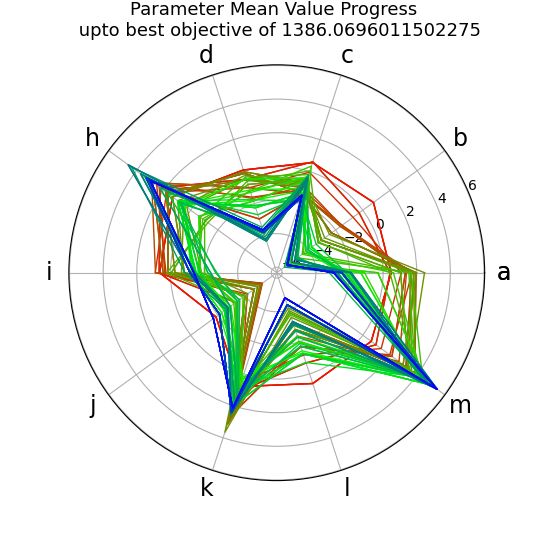 Parameter Mean Value Progress
upto best objective of 1386.0696011502275
d
c
h
b
6
4
2
0
−2
−4
i
a
j
m
k
l